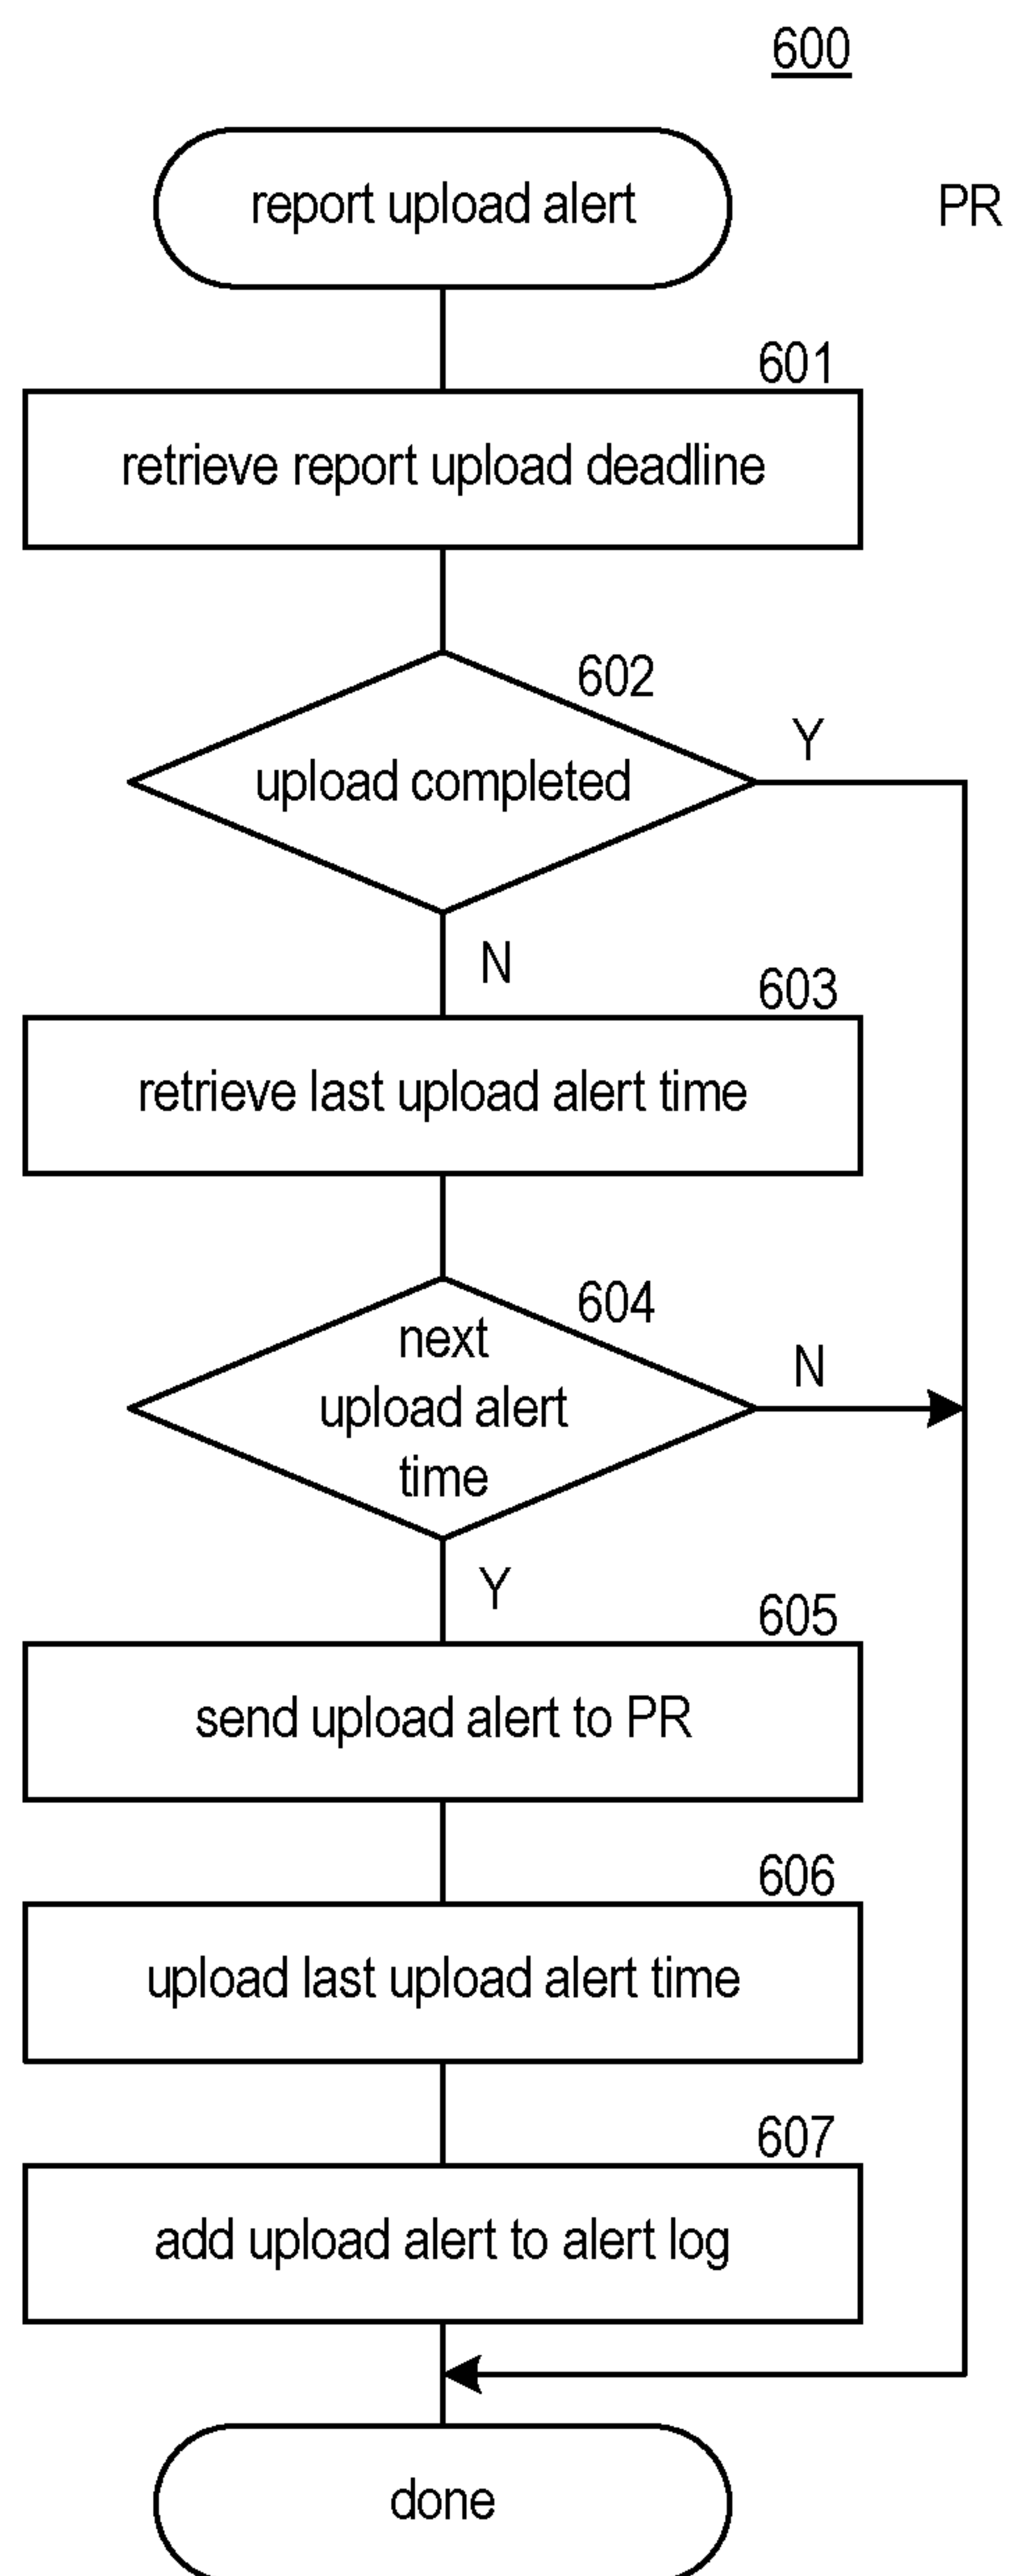 600
report upload alert
PR
601
retrieve report upload deadline
602
Y
upload completed
N
603
retrieve last upload alert time
604
next
upload alert
time
N
Y
605
send upload alert to PR
606
upload last upload alert time
607
add upload alert to alert log
done